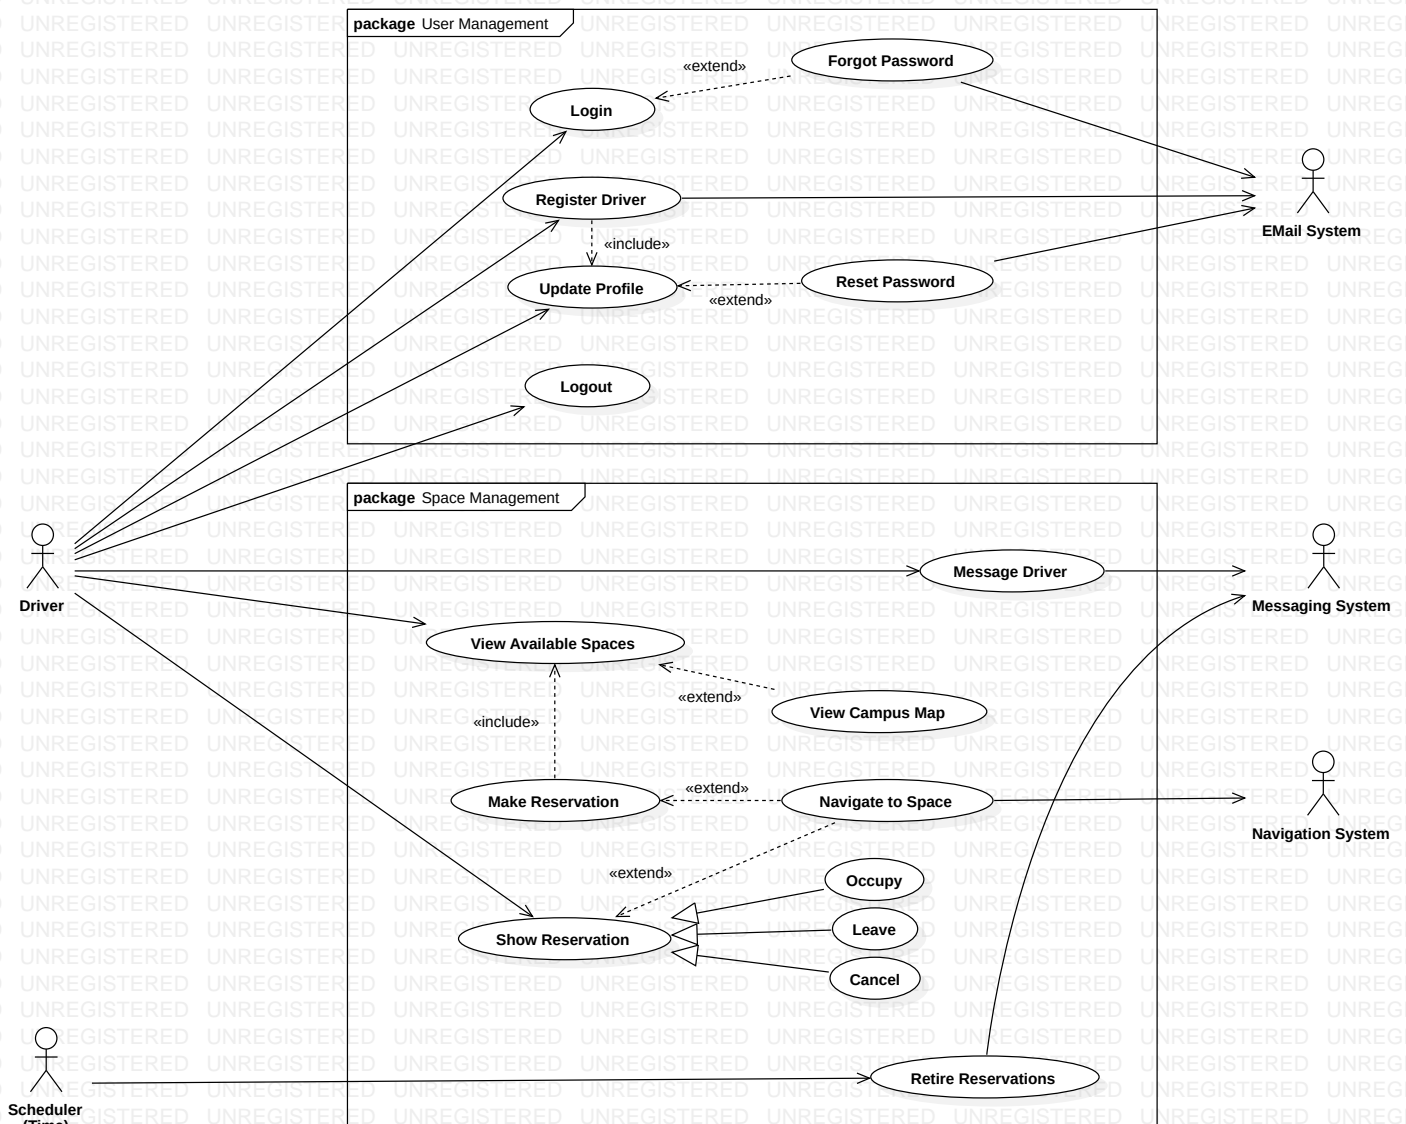 package User Management
Forgot Password
«extend»
Login
Register Driver
EMail System
«include»
Reset Password
Update Profile
«extend»
Logout
package Space Management
Driver
Message Driver
Messaging System
View Available Spaces
«extend»
View Campus Map
«include»
«extend»
Make Reservation
Navigate to Space
Navigation System
«extend»
Occupy
Leave
Show Reservation
Cancel
Retire Reservations
Scheduler
(Time)